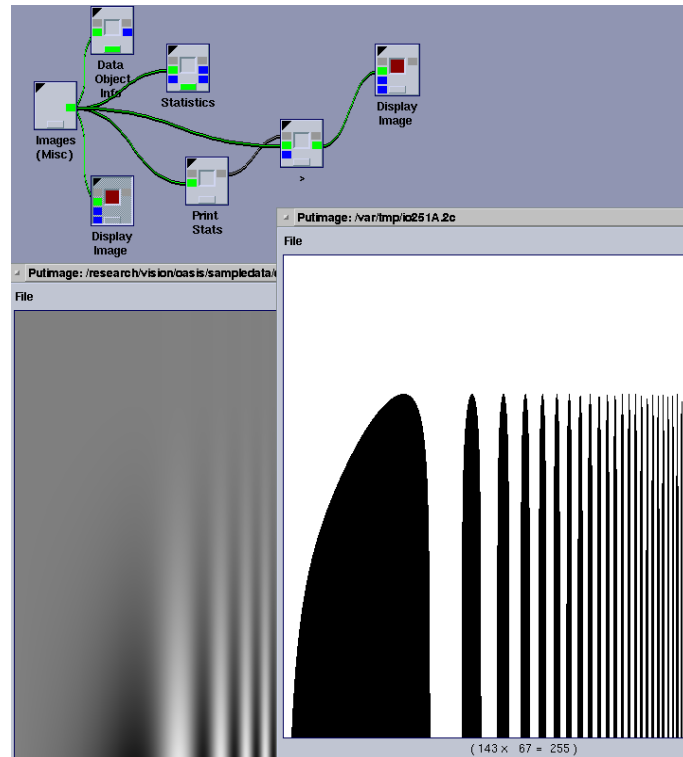 Data
Object
Info
Statistics
Display
Image
Images
(Misc)
>
Print
Stats
Display
Image
Putimage: /var/tmp/io251A.2c
File
Putimage: /research/vision/oasis/sampledata/
File
( 143 x 67 = 255 )